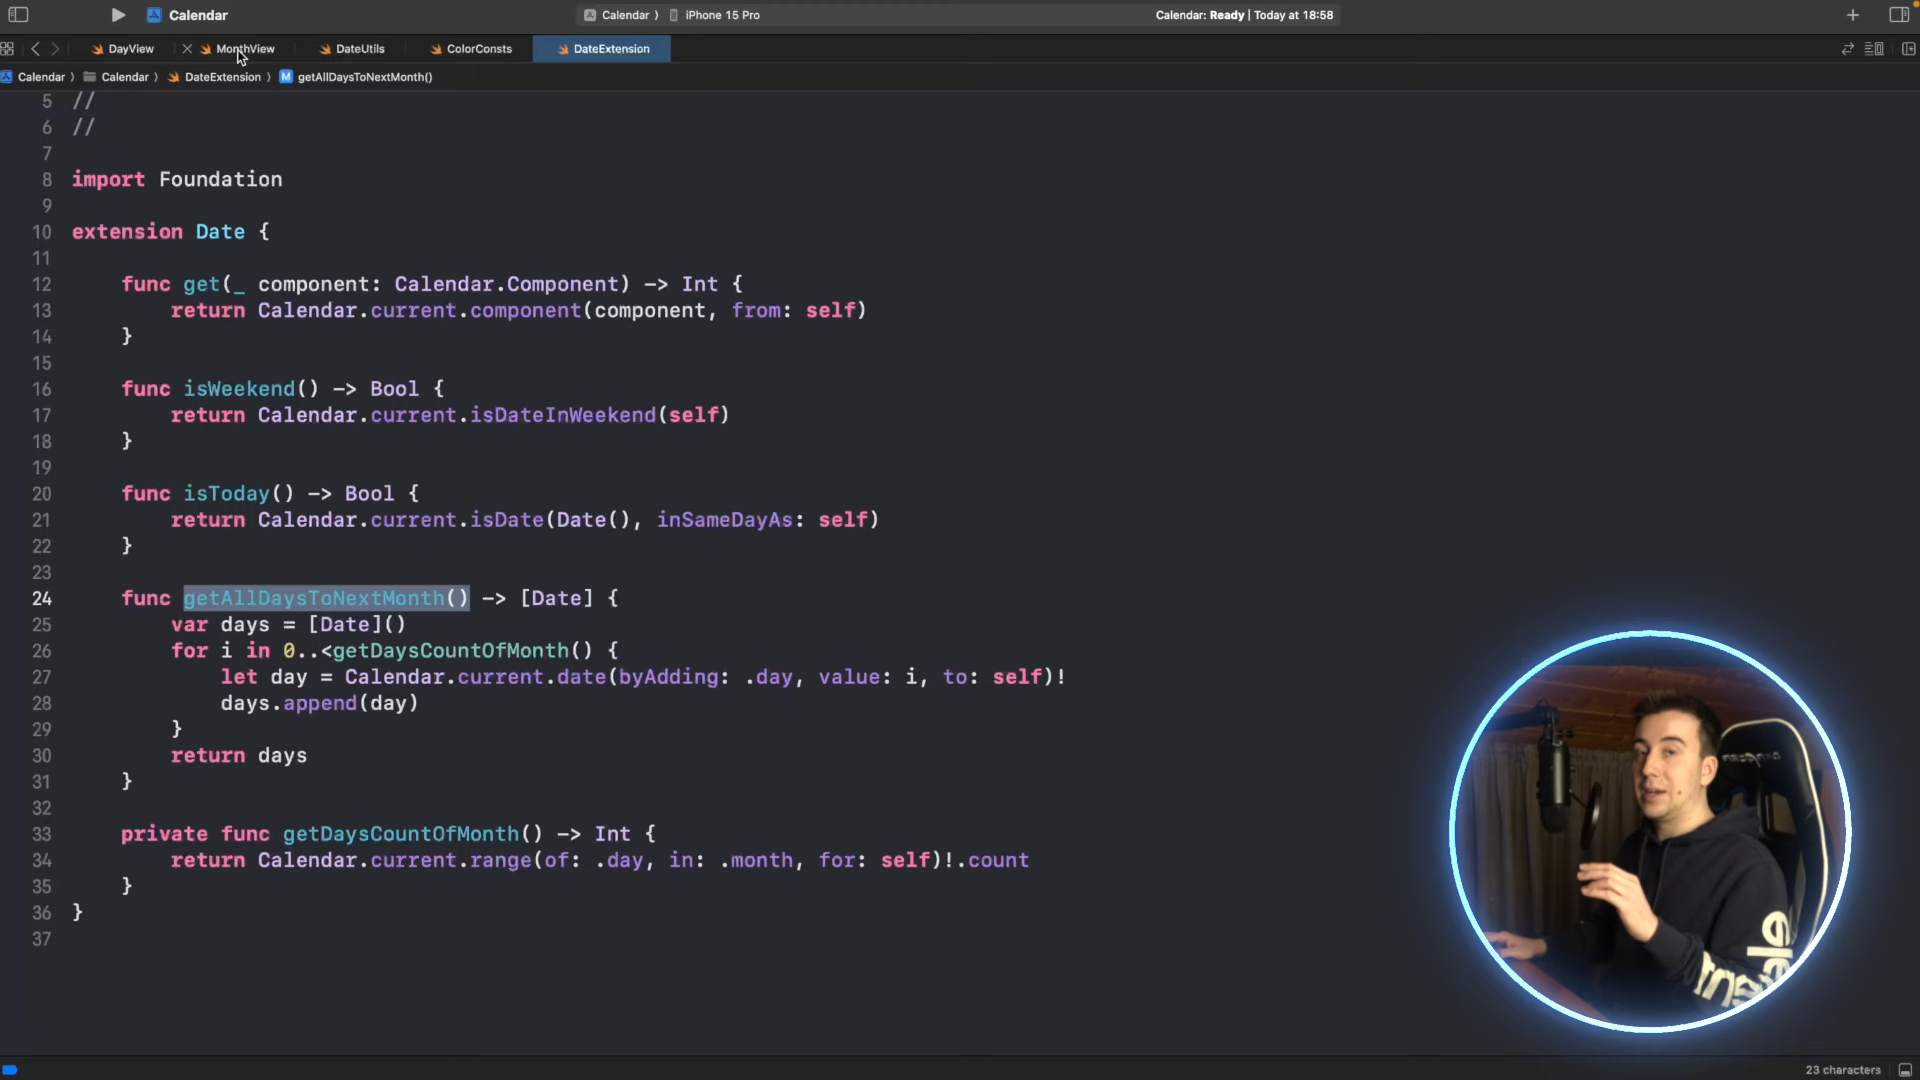 Calendar
Calendar ⟩ iPhone 15 Pro
Calendar: Ready | Today at 18:58
DayView
MonthView
DateUtils
ColorConsts
DateExtension
Calendar ⟩ Calendar ⟩ DateExtension ⟩ M getAllDaysToNextMonth()
5 //
6 //
7
8 import Foundation
9
10 extension Date {
11
12 func get(_ component: Calendar.Component) -> Int {
13 return Calendar.current.component(component, from: self)
14 }
15
16 func isWeekend() -> Bool {
17 return Calendar.current.isDateInWeekend(self)
18 }
19
20 func isToday() -> Bool {
21 return Calendar.current.isDate(Date(), inSameDayAs: self)
22 }
23
24 func getAllDaysToNextMonth() -> [Date] {
25 var days = [Date]()
26 for i in 0..<getDaysCountOfMonth() {
27 let day = Calendar.current.date(byAdding: .day, value: i, to: self)!
28 days.append(day)
29 }
30 return days
31 }
32
33 private func getDaysCountOfMonth() -> Int {
34 return Calendar.current.range(of: .day, in: .month, for: self)!.count
35 }
36 }
37
23 characters